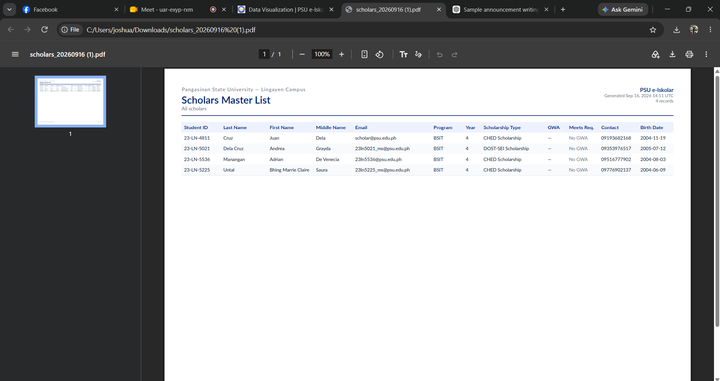 Facebook
Meet - uar-evyp-nxm
Data Visualization | PSU e-Isko
scholars_20260916 (1).pdf
Sample announcement writing
Ask Gemini
File
C:/Users/joshua/Downloads/scholars_20260916%20(1).pdf
scholars_20260916 (1).pdf
1 / 1
100%
1
Pangasinan State University — Lingayen Campus
Scholars Master List
All scholars
PSU e-Iskolar
Generated Sep 16, 2026 14:11 UTC
4 records
Student ID Last Name First Name Middle Name Email Program Year Scholarship Type GWA Meets Req. Contact Birth Date
23-LN-4811 Cruz Juan Dela scholar@psu.edu.ph BSIT 4 CHED Scholarship — No GWA 09193682168 2004-11-19
23-LN-5021 Dela Cruz Andrea Grayda 23ln5021_ms@psu.edu.ph BSIT 4 DOST-SEI Scholarship — No GWA 09353976517 2005-07-12
23-LN-5536 Manangan Adrian De Venecia 23ln5536@psu.edu.ph BSIT 4 CHED Scholarship — No GWA 09516777902 2004-08-03
23-LN-5225 Untal Bhing Marrie Claire Saura 23ln5225_ms@psu.edu.ph BSIT 4 CHED Scholarship — No GWA 09776902137 2004-06-09